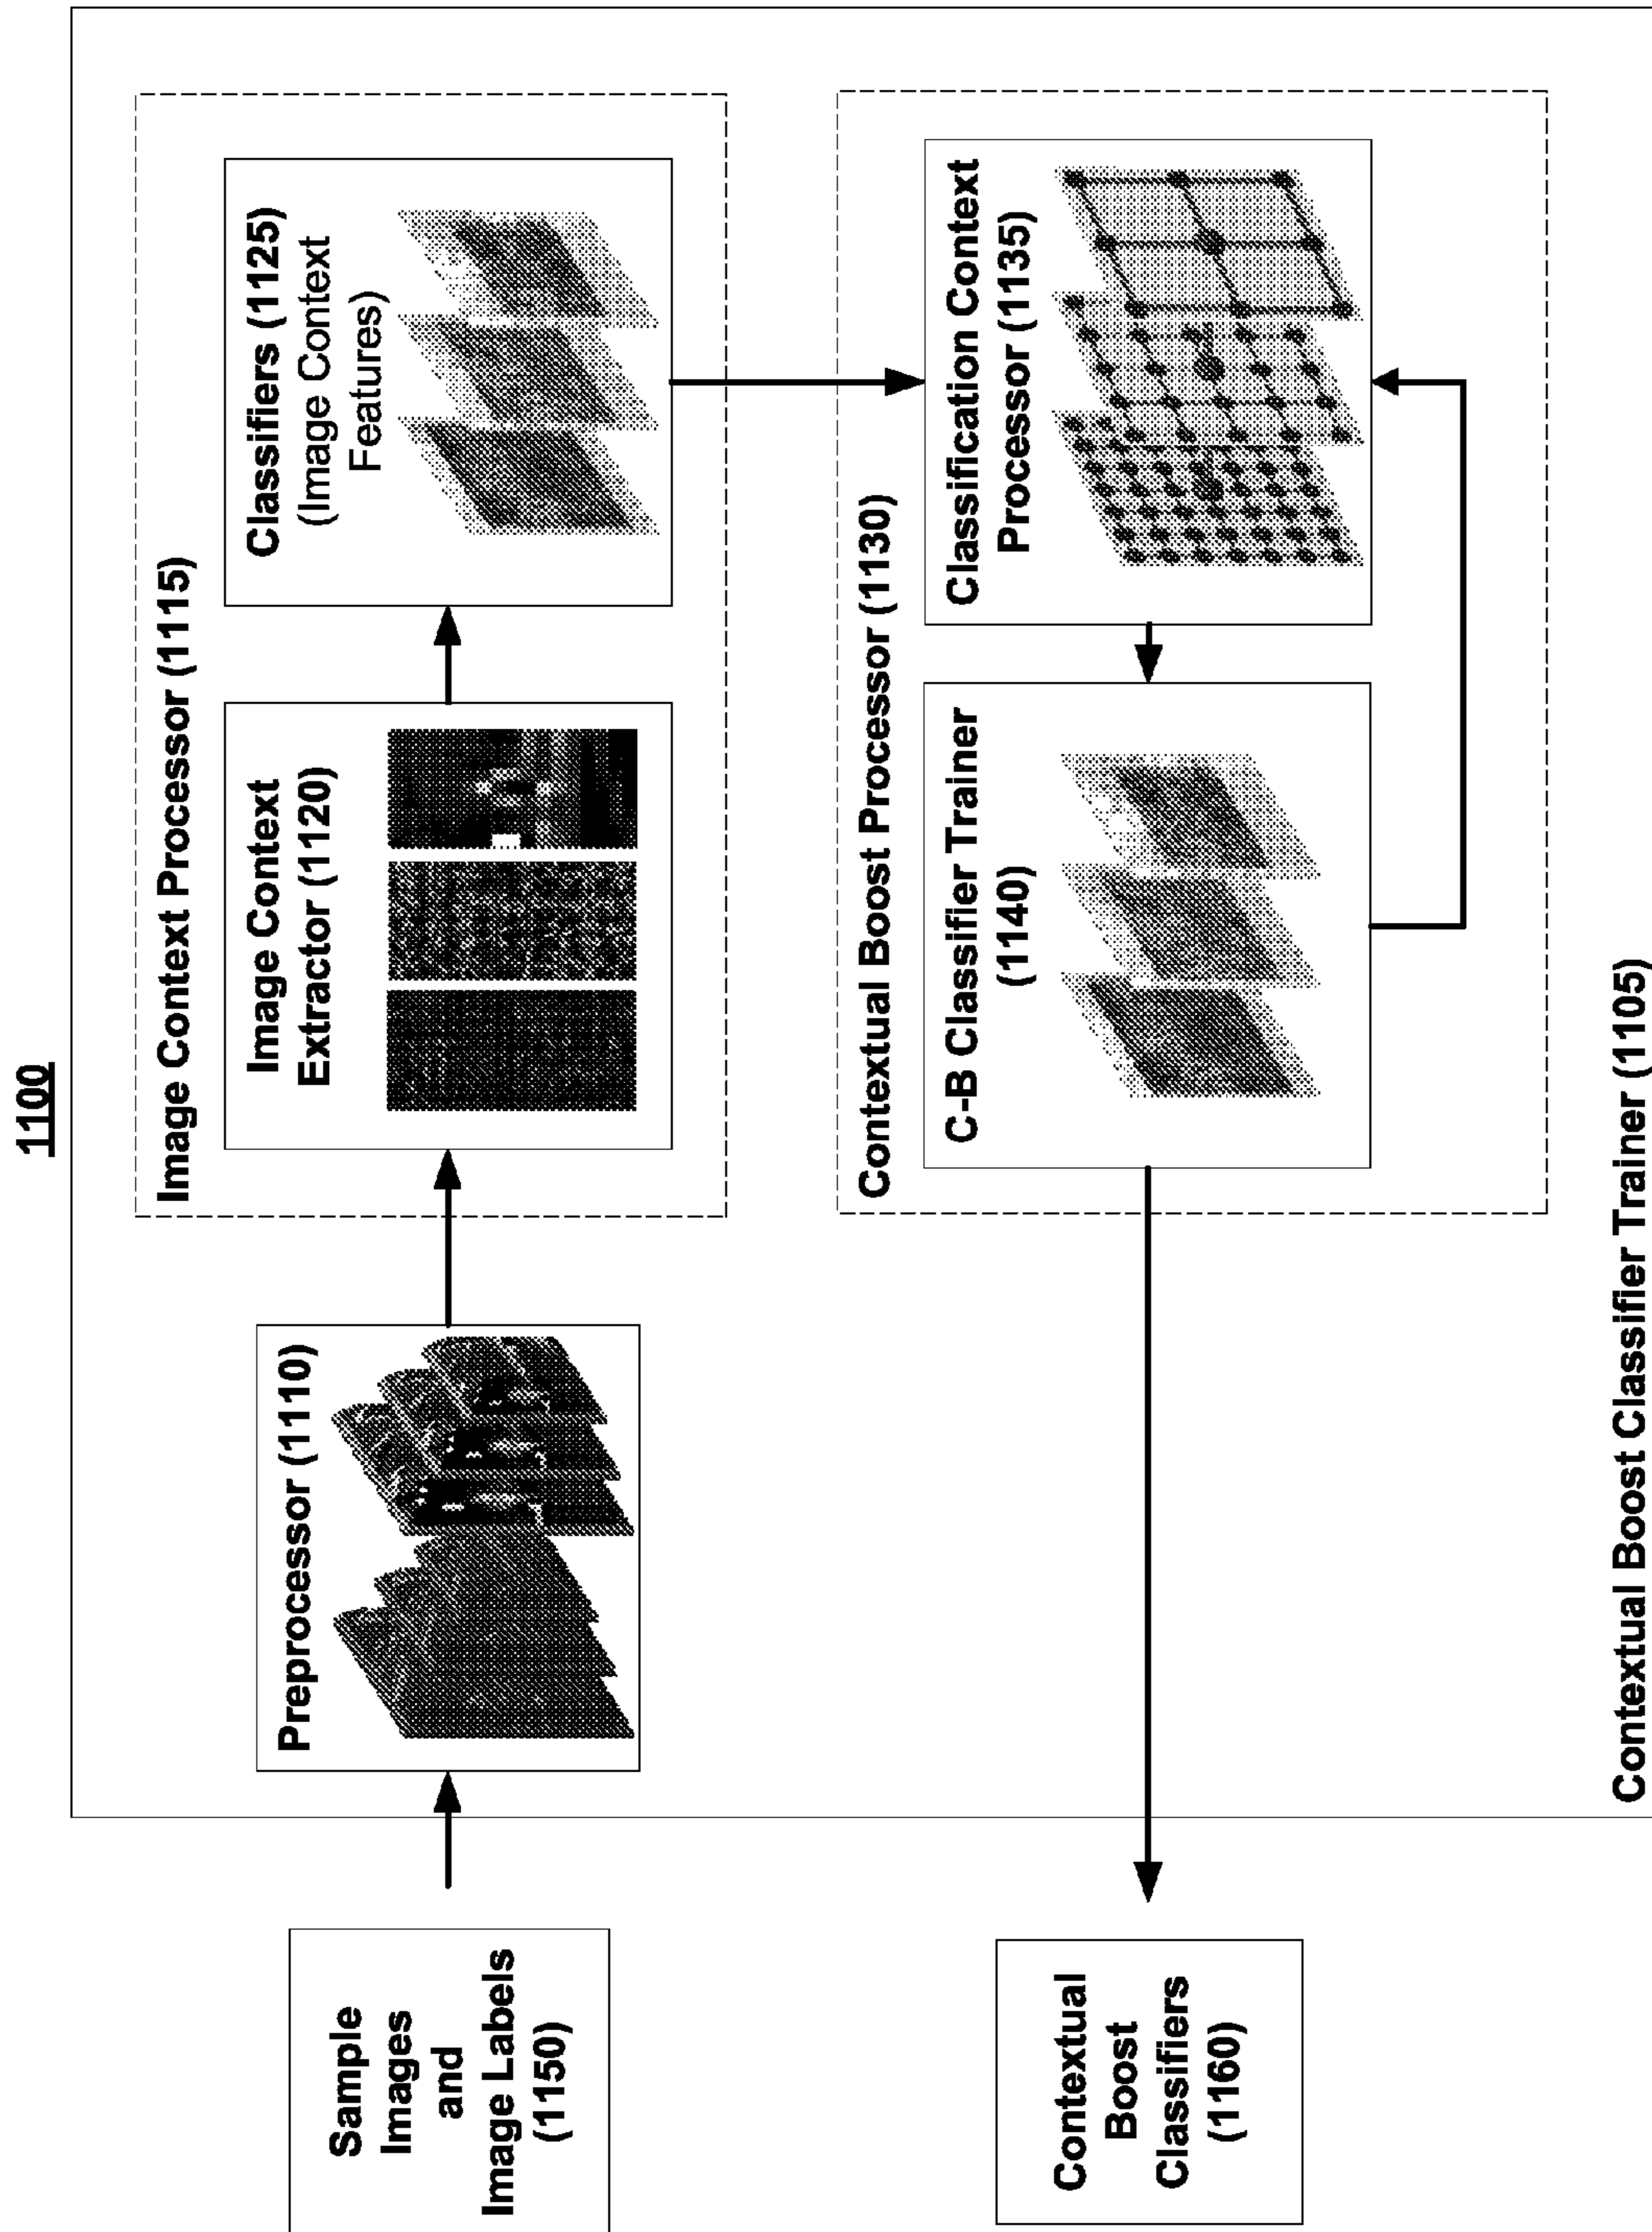 1100
Sample
Images
and
Image Labels
(1150)
Preprocessor (1110)
Image Context Processor (1115)
Image Context
Extractor (1120)
Classifiers (1125)
(Image Context
Features)
Contextual Boost Processor (1130)
Classification Context
Processor (1135)
C-B Classifier Trainer
(1140)
Contextual
Boost
Classifiers
(1160)
Contextual Boost Classifier Trainer (1105)